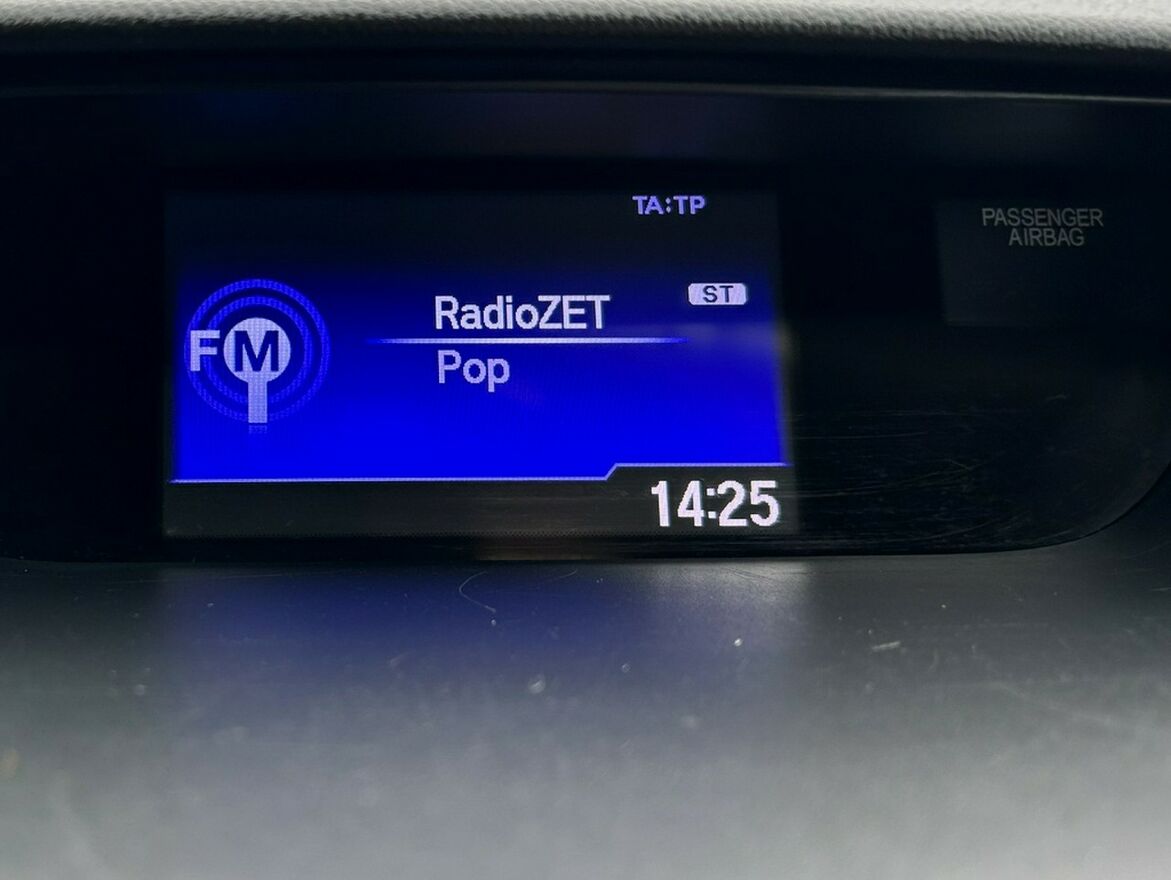 TA:TP
PASSENGER
AIRBAG
ST
RadioZET
FM
Pop
14:25